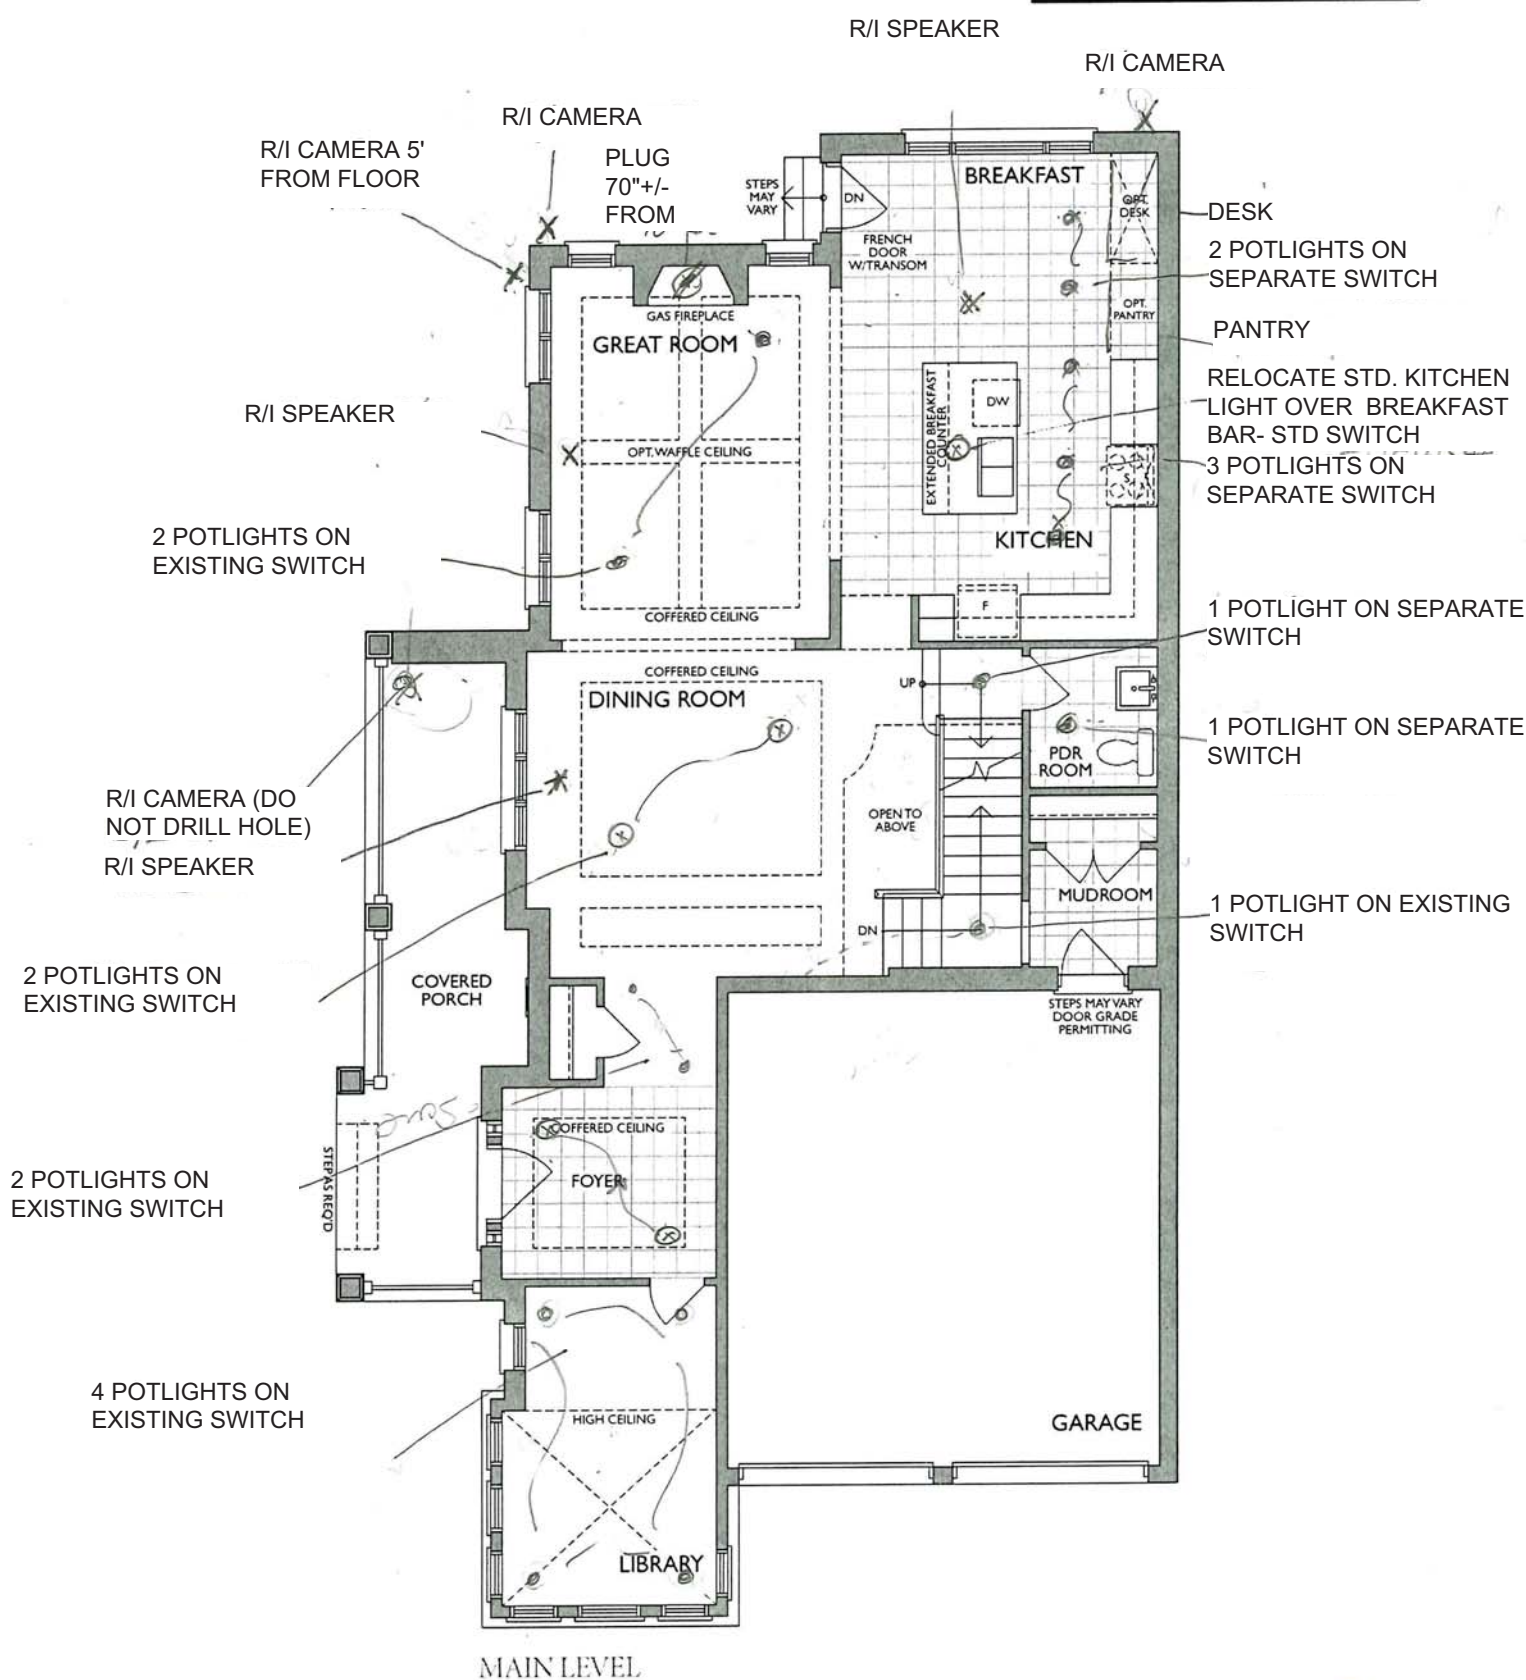 R/I SPEAKER
R/I CAMERA
R/I CAMERA
R/I CAMERA 5'
FROM FLOOR
PLUG
70"+/-
FROM
STEPS
MAY
VARY
DN
BREAKFAST
OPT.
DESK
DESK
FRENCH
DOOR
W/TRANSOM
2 POTLIGHTS ON
SEPARATE SWITCH
OPT.
PANTRY
PANTRY
GAS FIREPLACE
GREAT ROOM
RELOCATE STD. KITCHEN
LIGHT OVER BREAKFAST
BAR- STD SWITCH
R/I SPEAKER
EXTENDED BREAKFAST
COUNTER
DW
OPT. WAFFLE CEILING
3 POTLIGHTS ON
SEPARATE SWITCH
S
2 POTLIGHTS ON
EXISTING SWITCH
KITCHEN
F
COFFERED CEILING
1 POTLIGHT ON SEPARATE
SWITCH
COFFERED CEILING
DINING ROOM
UP
1 POTLIGHT ON SEPARATE
SWITCH
PDR
ROOM
R/I CAMERA (DO
NOT DRILL HOLE)
R/I SPEAKER
OPEN TO
ABOVE
MUDROOM
1 POTLIGHT ON EXISTING
SWITCH
DN
2 POTLIGHTS ON
EXISTING SWITCH
COVERED
PORCH
STEPS MAY VARY
DOOR GRADE
PERMITTING
COFFERED CEILING
STEP AS REQ'D
FOYER
2 POTLIGHTS ON
EXISTING SWITCH
4 POTLIGHTS ON
EXISTING SWITCH
HIGH CEILING
GARAGE
LIBRARY
MAIN LEVEL